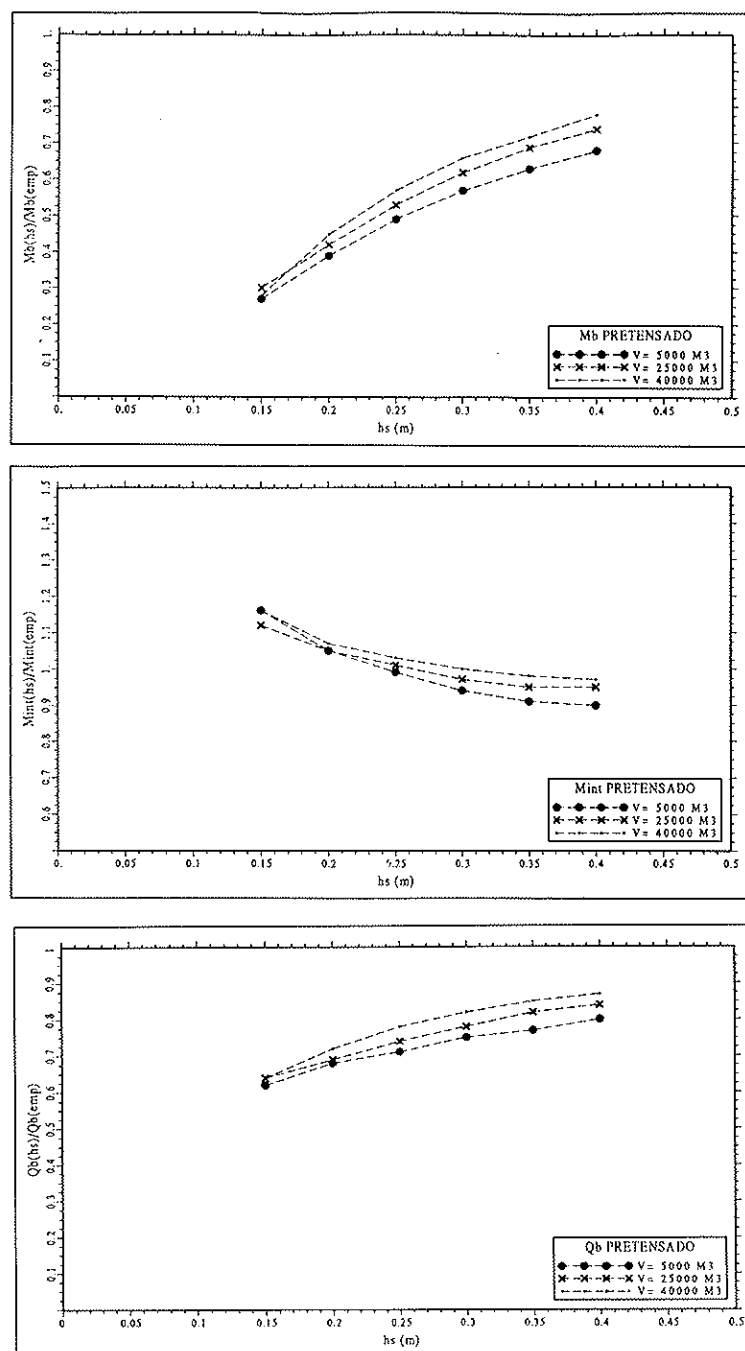 Mb(hs)/Mb(emp)
1
0.9
0.8
0.7
0.6
0.5
0.4
0.3
0.2
0.1
Mb PRETENSADO
V= 5000 M3
V= 25000 M3
V= 40000 M3
0. 0.05 0.1 0.15 0.2 0.25 0.3 0.35 0.4 0.45 0.5
hs (m)
Mint(hs)/Mint(emp)
1.5
1.4
1.3
1.2
1.1
1.
0.9
0.8
0.7
0.6
Mint PRETENSADO
V= 5000 M3
V= 25000 M3
V= 40000 M3
0. 0.05 0.1 0.15 0.2 0.25 0.3 0.35 0.4 0.45 0.5
hs (m)
Qb(hs)/Qb(emp)
1
0.9
0.8
0.7
0.6
0.5
0.4
0.3
0.2
0.1
Qb PRETENSADO
V= 5000 M3
V= 25000 M3
V= 40000 M3
0. 0.05 0.1 0.15 0.2 0.25 0.3 0.35 0.4 0.45 0.5
hs (m)